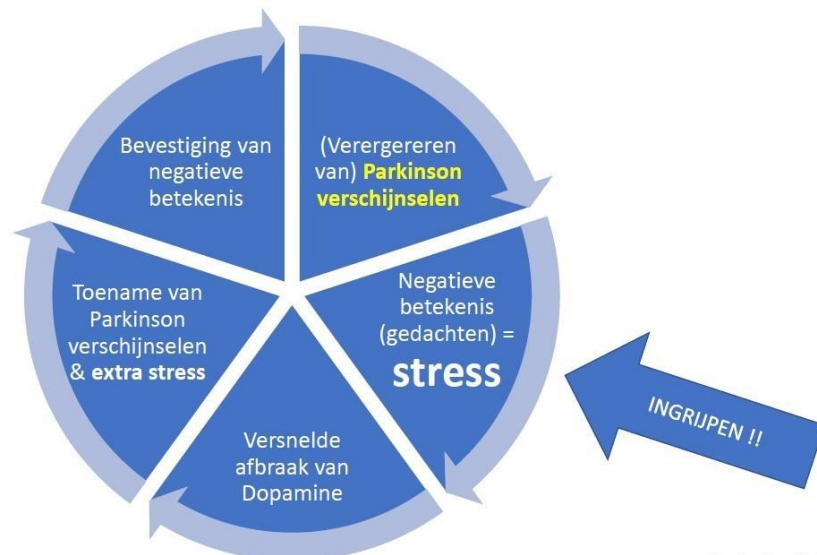 (Verergereren
van) Parkinson
verschijnselen
Negatieve
betekenis
(gedachten) =
stress
Versnelde
afbraak van
Dopamine
Toename van
Parkinson
verschijnselen
& extra stress
Bevestiging van
negatieve
betekenis
INGRIJPEN !!